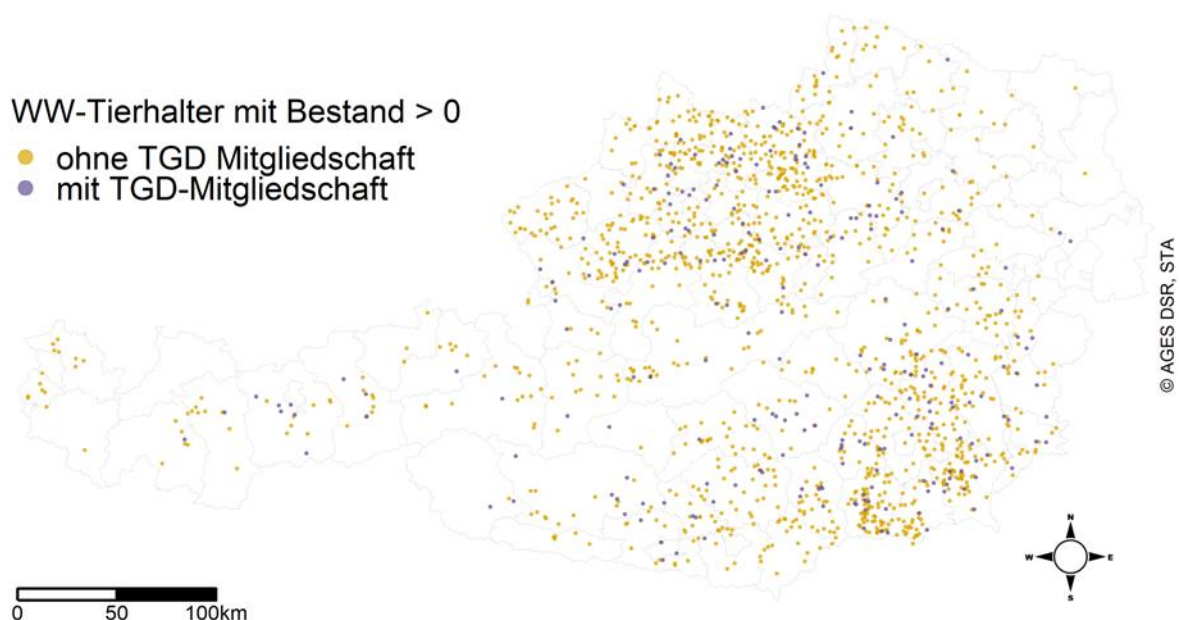 WW-Tierhalter mit Bestand > 0
ohne TGD Mitgliedschaft
mit TGD-Mitgliedschaft
© AGES DSR, STA
N
W E
S
0 50 100km